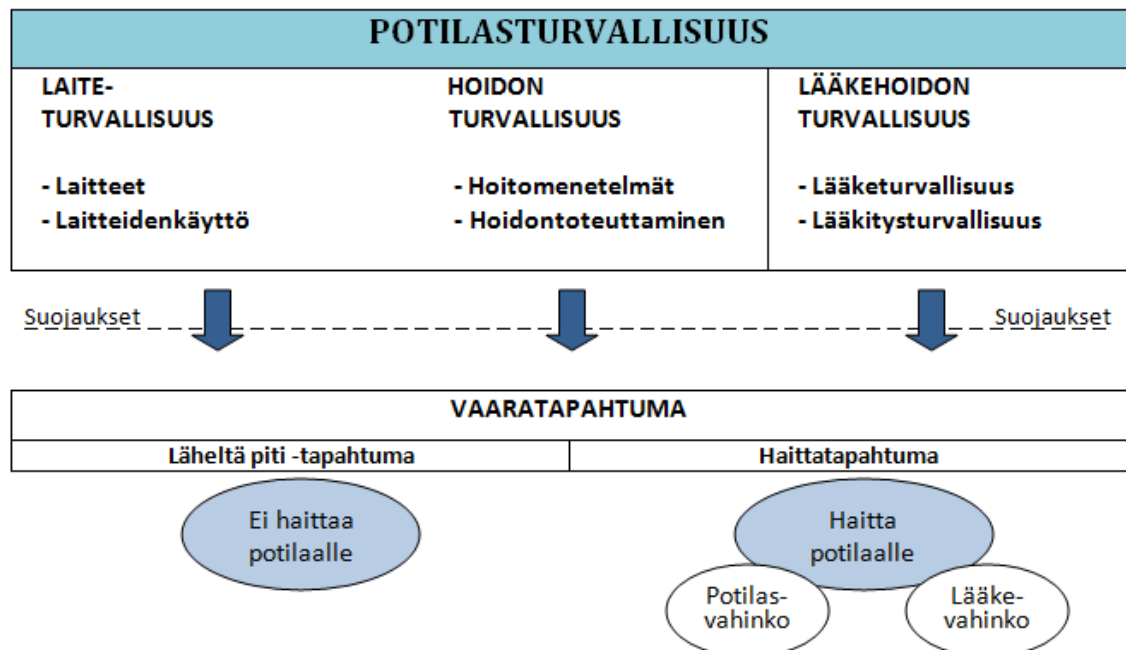 POTILASTURVALLISUUS
LAITE-
TURVALLISUUS
- Laitteet
- Laitteidenkäyttö
HOIDON
TURVALLISUUS
- Hoitomenetelmät
- Hoidontoteuttaminen
LÄÄKEHOIDON
TURVALLISUUS
- Lääketurvallisuus
- Lääkitysturvallisuus
Suojaukset
Suojaukset
VAARATAPAHTUMA
Läheltä piti -tapahtuma
Haittatapahtuma
Ei haittaa
potilaalle
Haitta
potilaalle
Potilas-
vahinko
Lääke-
vahinko